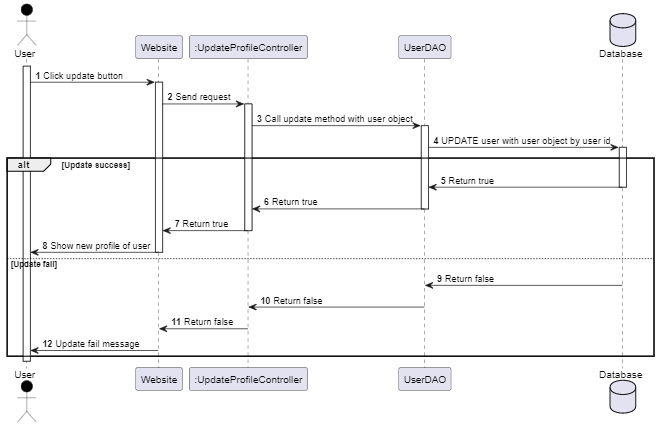 User
Website
:UpdateProfileController
UserDAO
Database
1 Click update button
2 Send request
3 Call update method with user object
4 UPDATE user with user object by user id
alt
[Update success]
5 Return true
6 Return true
7 Return true
8 Show new profile of user
[Update fail]
9 Return false
10 Return false
11 Return false
12 Update fail message
User
Website
:UpdateProfileController
UserDAO
Database